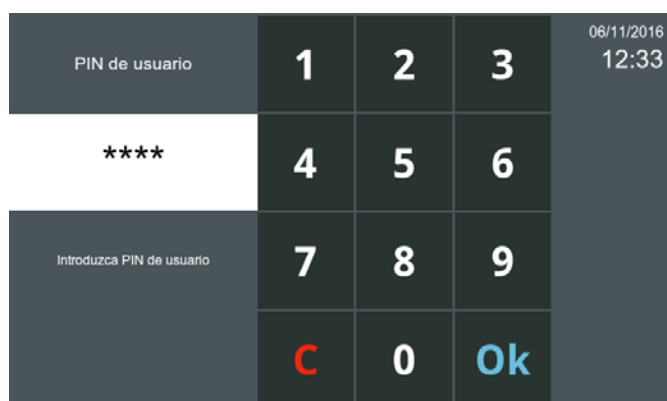 PIN de usuario
****
Introduzca PIN de usuario
1 2 3
4 5 6
7 8 9
C 0 Ok
06/11/2016
12:33